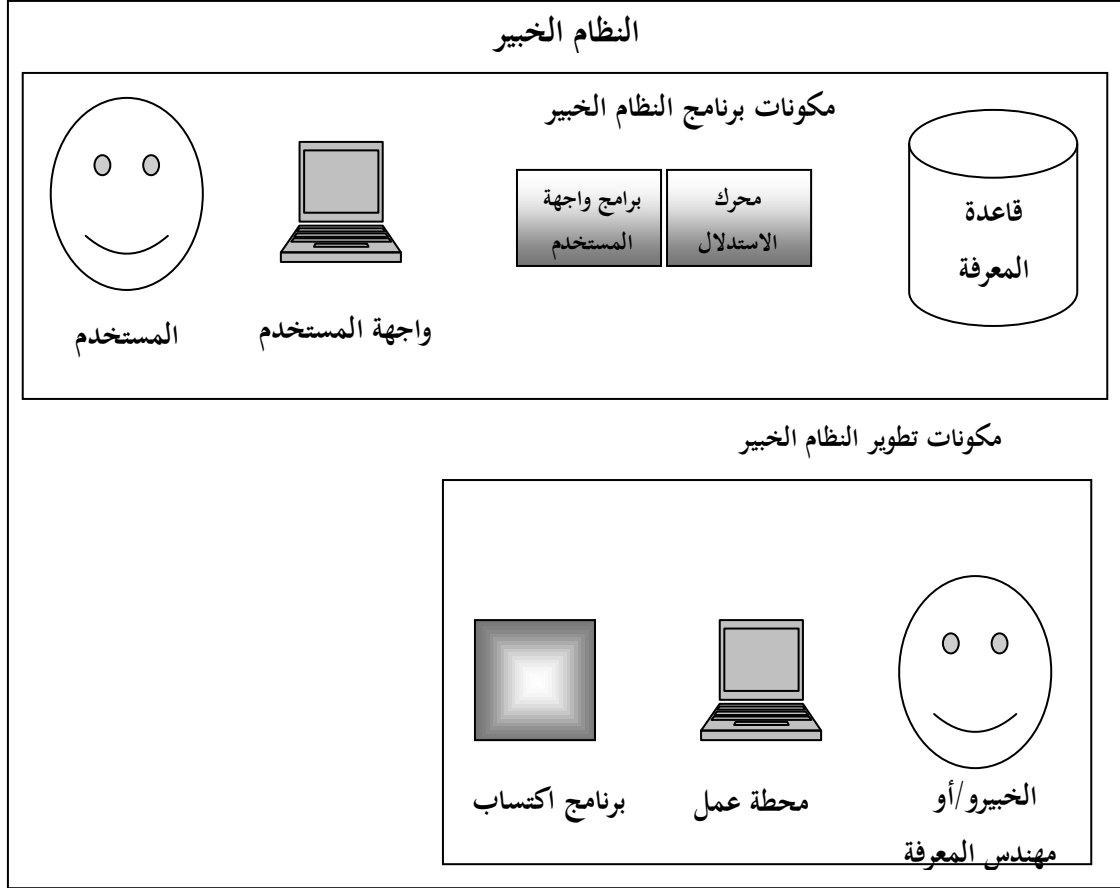 النظام الخبير
مكونات برنامج النظام الخبير
قاعدة
المعرفة
محرك
الاستدلال
برامج واجهة
المستخدم
واجهة المستخدم
المستخدم
مكونات تطوير النظام الخبير
الخبيرو/أو
مهندس المعرفة
محطة عمل
برنامج اكتساب